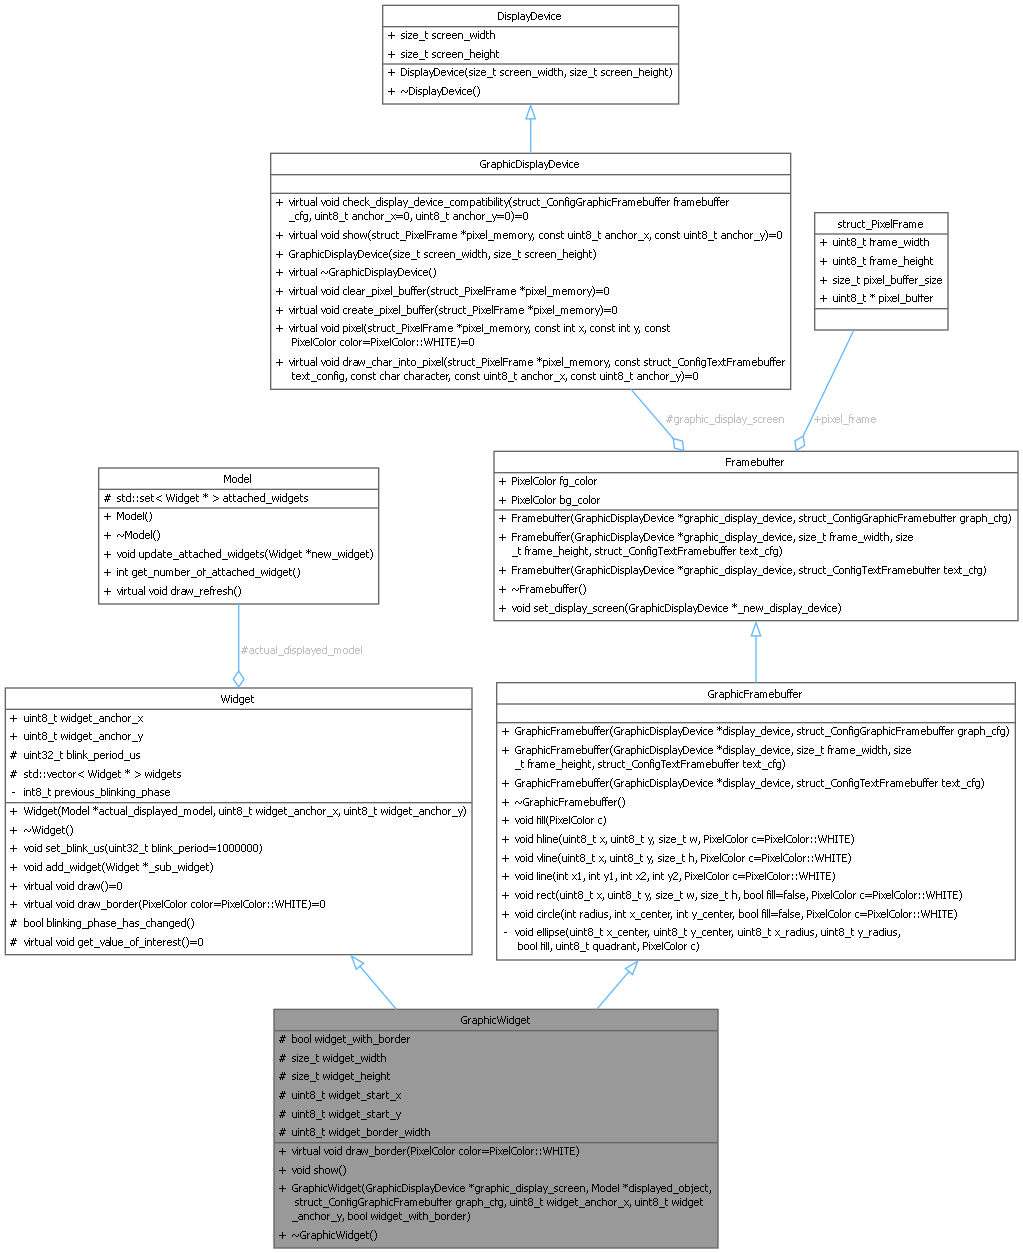 DisplayDevice
+ size_t screen_width
+ size_t screen_height
+ DisplayDevice(size_t screen_width, size_t screen_height)
+ ~DisplayDevice()
GraphicDisplayDevice
+ virtual void check_display_device_compatibility(struct_ConfigGraphicFramebuffer framebuffer
_cfg, uint8_t anchor_x=0, uint8_t anchor_y=0)=0
+ virtual void show(struct_PixelFrame *pixel_memory, const uint8_t anchor_x, const uint8_t anchor_y)=0
+ GraphicDisplayDevice(size_t screen_width, size_t screen_height)
+ virtual ~GraphicDisplayDevice()
+ virtual void clear_pixel_buffer(struct_PixelFrame *pixel_memory)=0
+ virtual void create_pixel_buffer(struct_PixelFrame *pixel_memory)=0
+ virtual void pixel(struct_PixelFrame *pixel_memory, const int x, const int y, const
PixelColor color=PixelColor::WHITE)=0
+ virtual void draw_char_into_pixel(struct_PixelFrame *pixel_memory, const struct_ConfigTextFramebuffer
text_config, const char character, const uint8_t anchor_x, const uint8_t anchor_y)=0
struct_PixelFrame
+ uint8_t frame_width
+ uint8_t frame_height
+ size_t pixel_buffer_size
+ uint8_t * pixel_buffer
#graphic_display_screen
+pixel_frame
Framebuffer
+ PixelColor fg_color
+ PixelColor bg_color
+ Framebuffer(GraphicDisplayDevice *graphic_display_device, struct_ConfigGraphicFramebuffer graph_cfg)
+ Framebuffer(GraphicDisplayDevice *graphic_display_device, size_t frame_width, size
_t frame_height, struct_ConfigTextFramebuffer text_cfg)
+ Framebuffer(GraphicDisplayDevice *graphic_display_device, struct_ConfigTextFramebuffer text_cfg)
+ ~Framebuffer()
+ void set_display_screen(GraphicDisplayDevice *_new_display_device)
Model
# std::set< Widget * > attached_widgets
+ Model()
+ ~Model()
+ void update_attached_widgets(Widget *new_widget)
+ int get_number_of_attached_widget()
+ virtual void draw_refresh()
#actual_displayed_model
Widget
+ uint8_t widget_anchor_x
+ uint8_t widget_anchor_y
# uint32_t blink_period_us
# std::vector< Widget * > widgets
- int8_t previous_blinking_phase
+ Widget(Model *actual_displayed_model, uint8_t widget_anchor_x, uint8_t widget_anchor_y)
+ ~Widget()
+ void set_blink_us(uint32_t blink_period=1000000)
+ void add_widget(Widget *_sub_widget)
+ virtual void draw()=0
+ virtual void draw_border(PixelColor color=PixelColor::WHITE)=0
# bool blinking_phase_has_changed()
# virtual void get_value_of_interest()=0
GraphicFramebuffer
+ GraphicFramebuffer(GraphicDisplayDevice *display_device, struct_ConfigGraphicFramebuffer graph_cfg)
+ GraphicFramebuffer(GraphicDisplayDevice *display_device, size_t frame_width, size
_t frame_height, struct_ConfigTextFramebuffer text_cfg)
+ GraphicFramebuffer(GraphicDisplayDevice *display_device, struct_ConfigTextFramebuffer text_cfg)
+ ~GraphicFramebuffer()
+ void fill(PixelColor c)
+ void hline(uint8_t x, uint8_t y, size_t w, PixelColor c=PixelColor::WHITE)
+ void vline(uint8_t x, uint8_t y, size_t h, PixelColor c=PixelColor::WHITE)
+ void line(int x1, int y1, int x2, int y2, PixelColor c=PixelColor::WHITE)
+ void rect(uint8_t x, uint8_t y, size_t w, size_t h, bool fill=false, PixelColor c=PixelColor::WHITE)
+ void circle(int radius, int x_center, int y_center, bool fill=false, PixelColor c=PixelColor::WHITE)
- void ellipse(uint8_t x_center, uint8_t y_center, uint8_t x_radius, uint8_t y_radius,
bool fill, uint8_t quadrant, PixelColor c)
GraphicWidget
# bool widget_with_border
# size_t widget_width
# size_t widget_height
# uint8_t widget_start_x
# uint8_t widget_start_y
# uint8_t widget_border_width
+ virtual void draw_border(PixelColor color=PixelColor::WHITE)
+ void show()
+ GraphicWidget(GraphicDisplayDevice *graphic_display_screen, Model *displayed_object,
struct_ConfigGraphicFramebuffer graph_cfg, uint8_t widget_anchor_x, uint8_t widget
_anchor_y, bool widget_with_border)
+ ~GraphicWidget()